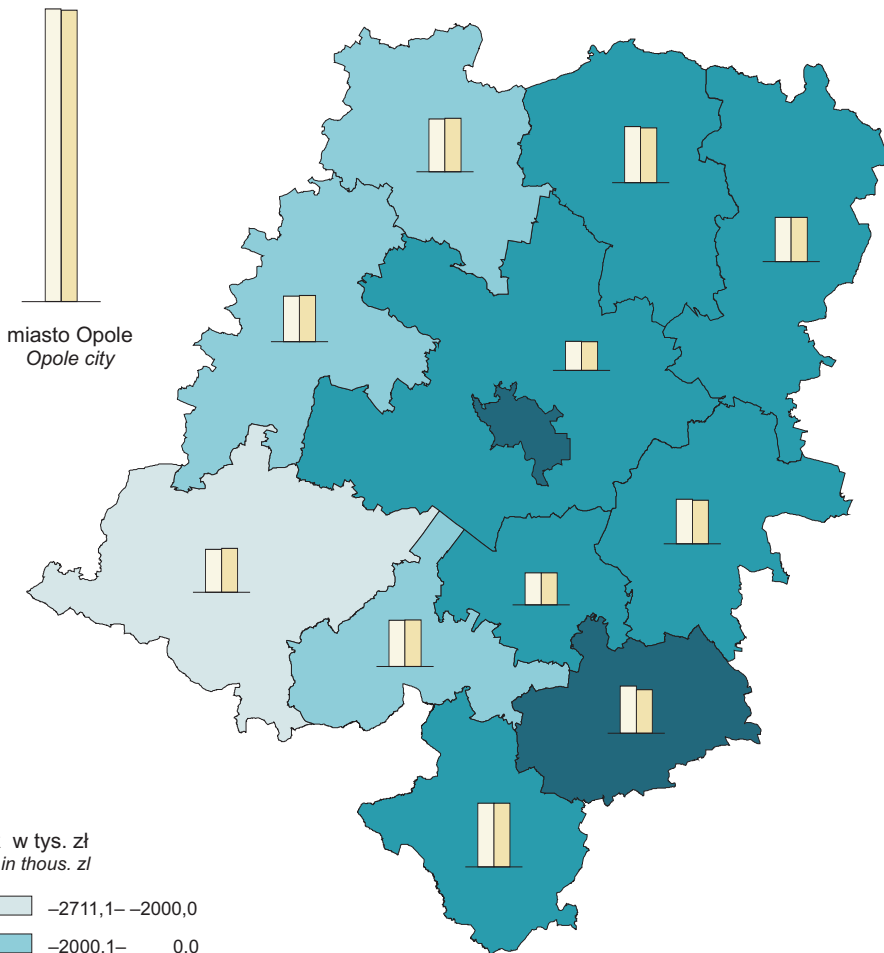 miasto Opole
Opole city
w tys. zł
in thous. zl
–2711,1– –2000,0
–2000,1– 0,0